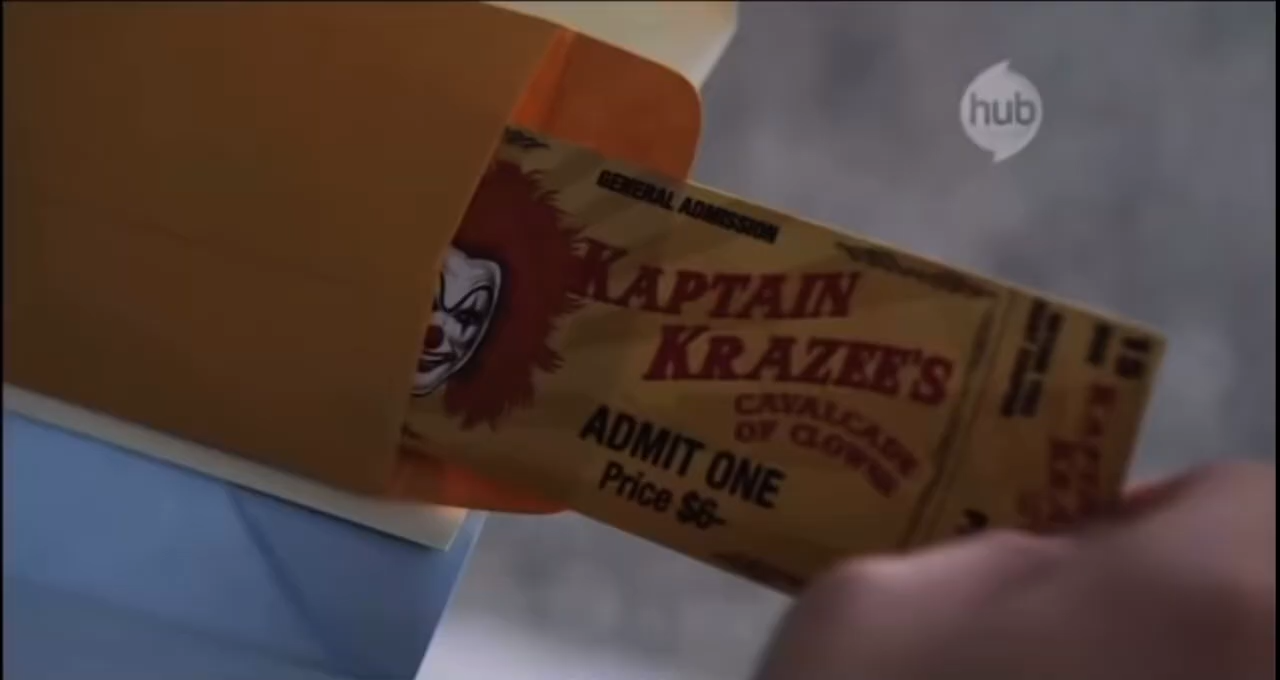 hub
GENERAL ADMISSION
KAPTAIN
KRAZEE'S
CAVALCADE
OF CLOWNS
ADMIT ONE
Price $6-